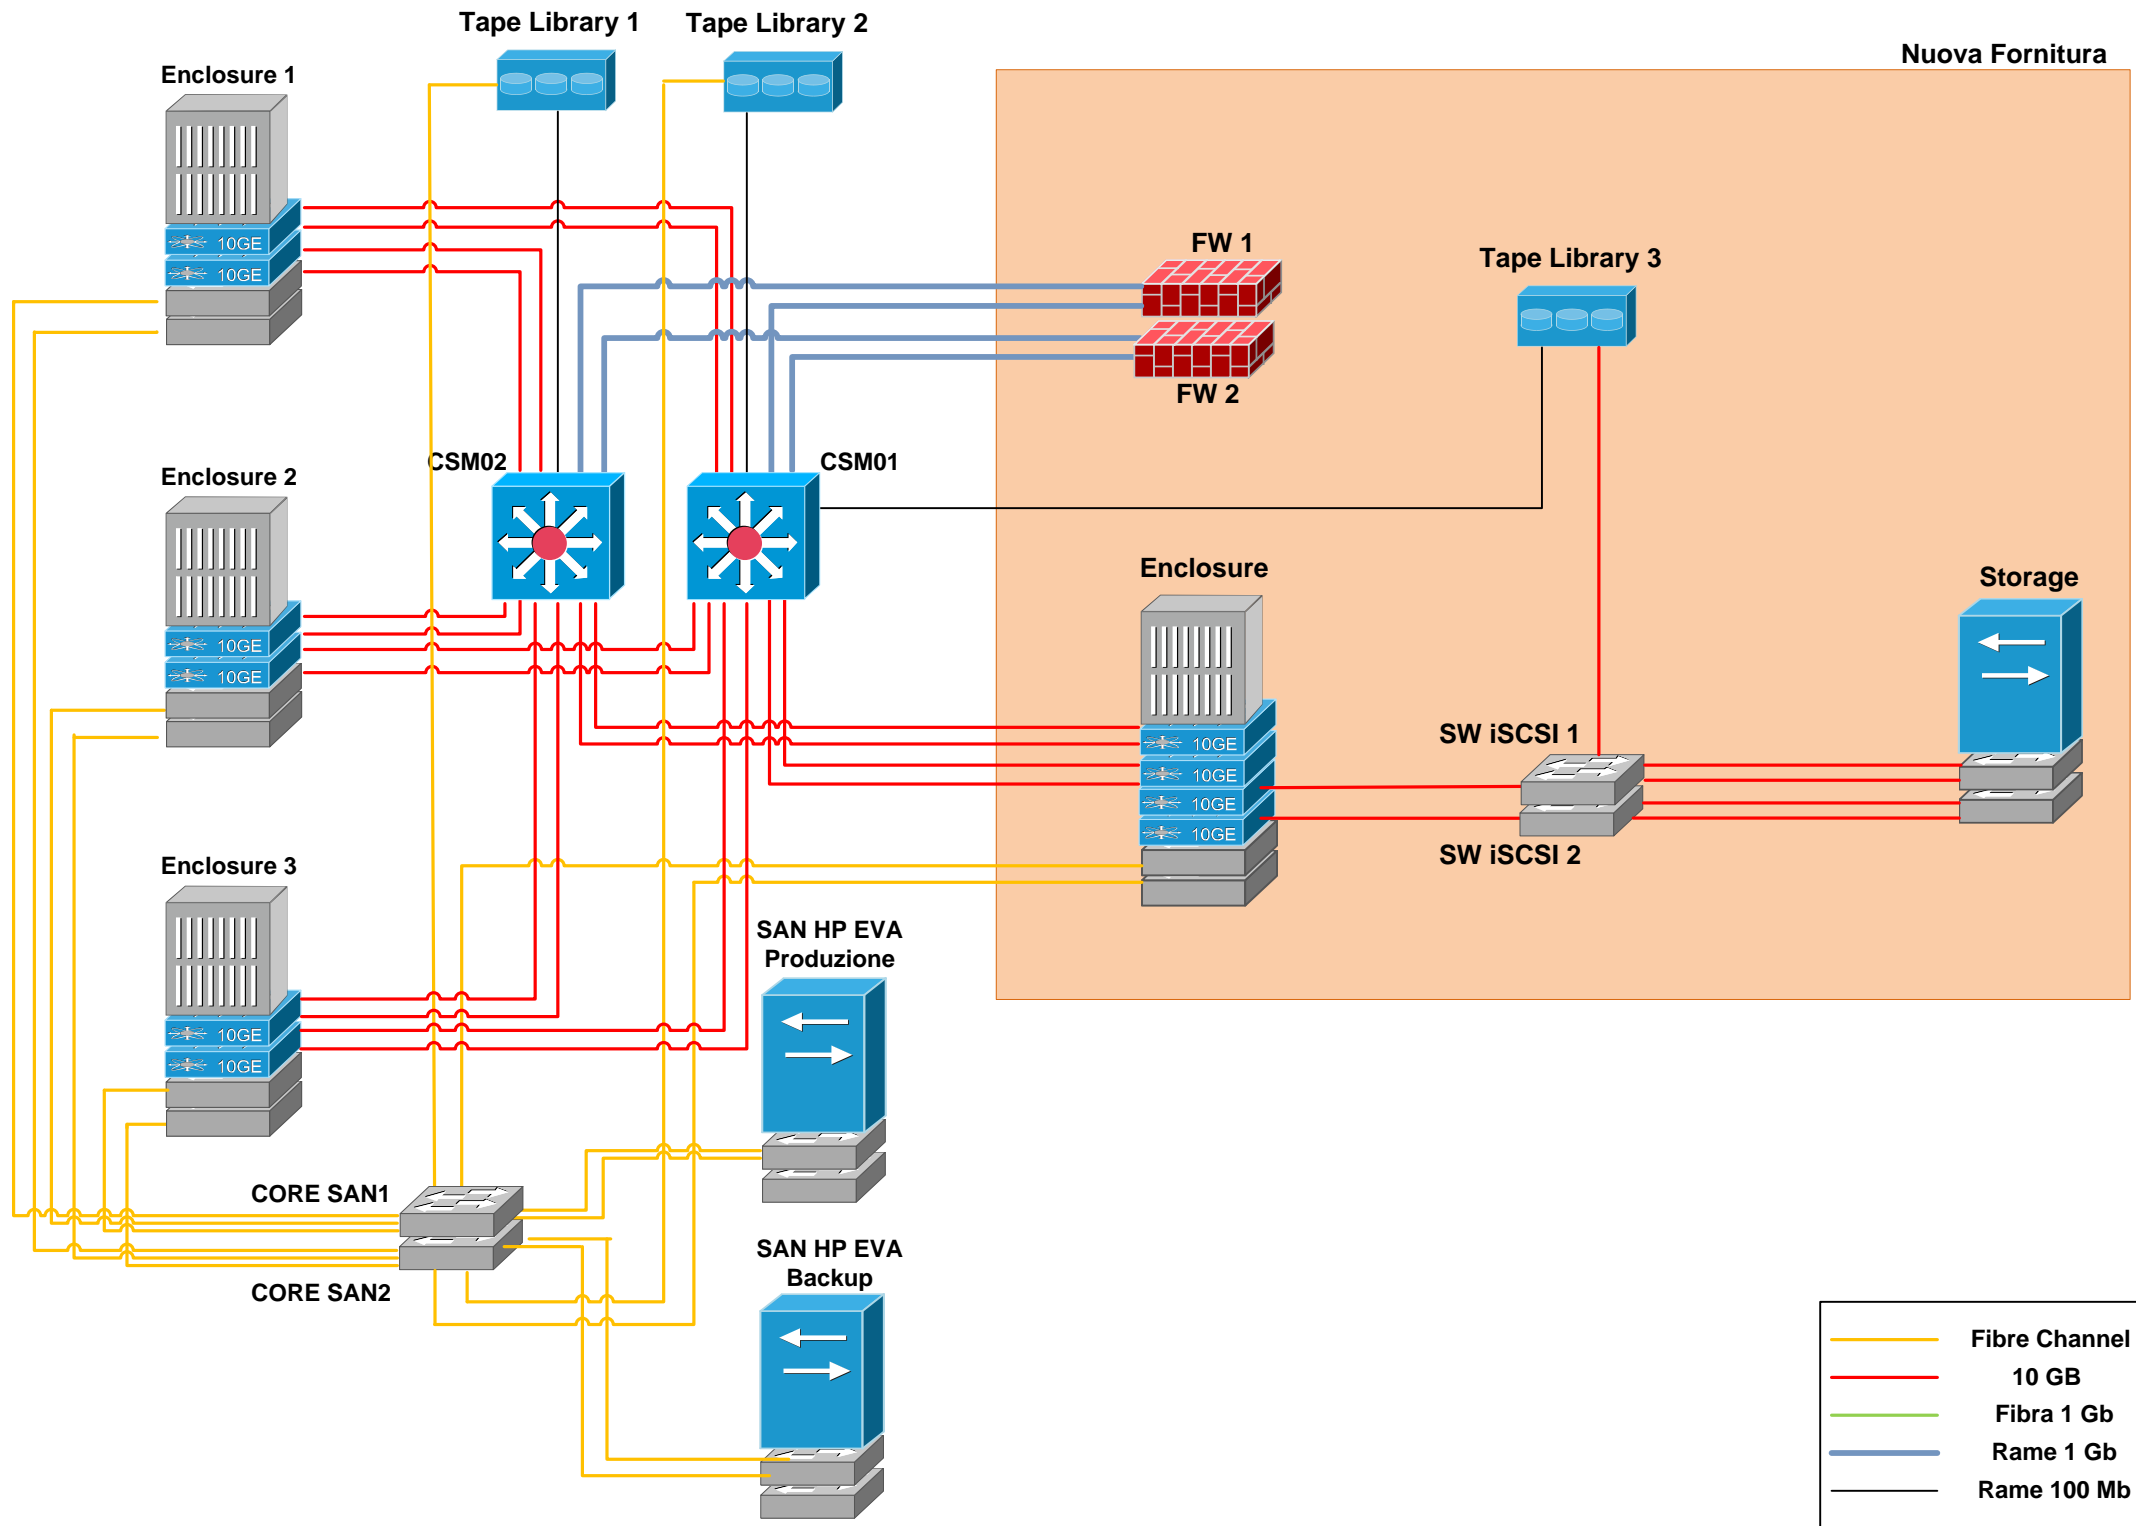 Tape Library 1
Tape Library 2
Nuova Fornitura
Enclosure 1
10GE
10GE
FW 1
FW 2
Tape Library 3
CSM02
CSM01
Enclosure 2
10GE
10GE
Enclosure
10GE
10GE
10GE
10GE
Storage
SW iSCSI 1
SW iSCSI 2
Enclosure 3
10GE
10GE
SAN HP EVA
Produzione
CORE SAN1
CORE SAN2
SAN HP EVA
Backup
Fibre Channel
10 GB
Fibra 1 Gb
Rame 1 Gb
Rame 100 Mb